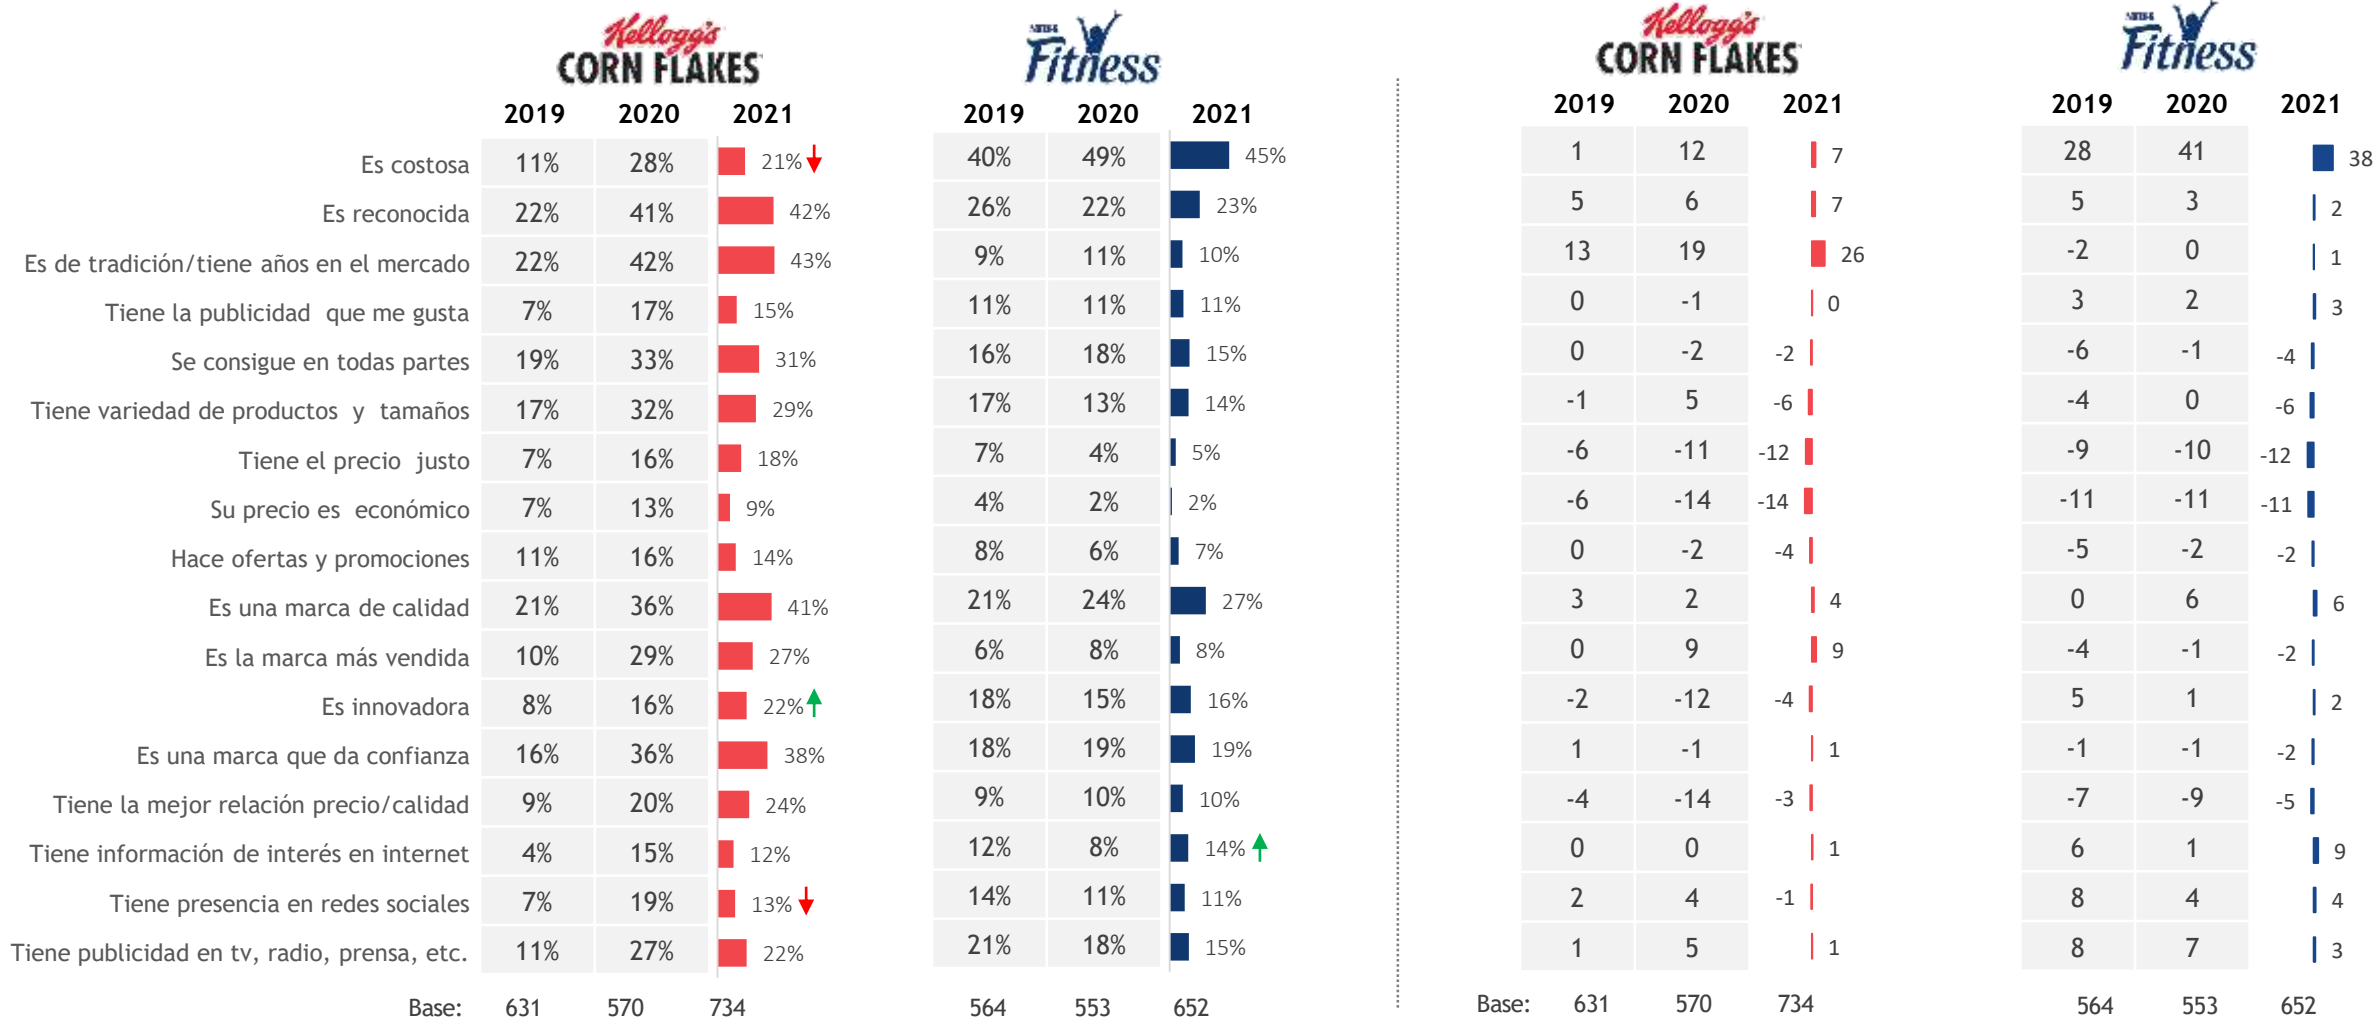 Kellogg's Fitness Kellogg's Fitness
CORN FLAKES CORN FLAKES
2019 2020 2021 2019 2020 2021 2019 2020 2021 2019 2020 2021
Es costosa 11% 28% 21% 40% 49% 45% 1 12 7 28 41 38
Es reconocida 22% 41% 42% 26% 22% 23% 5 6 7 5 3 2
Es de tradición/tiene años en el mercado 22% 42% 43% 9% 11% 10% 13 19 26 -2 0 1
Tiene la publicidad que me gusta 7% 17% 15% 11% 11% 11% 0 -1 0 3 2 3
Se consigue en todas partes 19% 33% 31% 16% 18% 15% 0 -2 -2 -6 -1 -4
Tiene variedad de productos y tamaños 17% 32% 29% 17% 13% 14% -1 5 -6 -4 0 -6
Tiene el precio justo 7% 16% 18% 7% 4% 5% -6 -11 -12 -9 -10 -12
Su precio es económico 7% 13% 9% 4% 2% 2% -6 -14 -14 -11 -11 -11
Hace ofertas y promociones 11% 16% 14% 8% 6% 7% 0 -2 -4 -5 -2 -2
Es una marca de calidad 21% 36% 41% 21% 24% 27% 3 2 4 0 6 6
Es la marca más vendida 10% 29% 27% 6% 8% 8% 0 9 9 -4 -1 -2
Es innovadora 8% 16% 22% 18% 15% 16% -2 -12 -4 5 1 2
Es una marca que da confianza 16% 36% 38% 18% 19% 19% 1 -1 1 -1 -1 -2
Tiene la mejor relación precio/calidad 9% 20% 24% 9% 10% 10% -4 -14 -3 -7 -9 -5
Tiene información de interés en internet 4% 15% 12% 12% 8% 14% 0 0 1 6 1 9
Tiene presencia en redes sociales 7% 19% 13% 14% 11% 11% 2 4 -1 8 4 4
Tiene publicidad en tv, radio, prensa, etc. 11% 27% 22% 21% 18% 15% 1 5 1 8 7 3
Base: 631 570 734 564 553 652 Base: 631 570 734 564 553 652